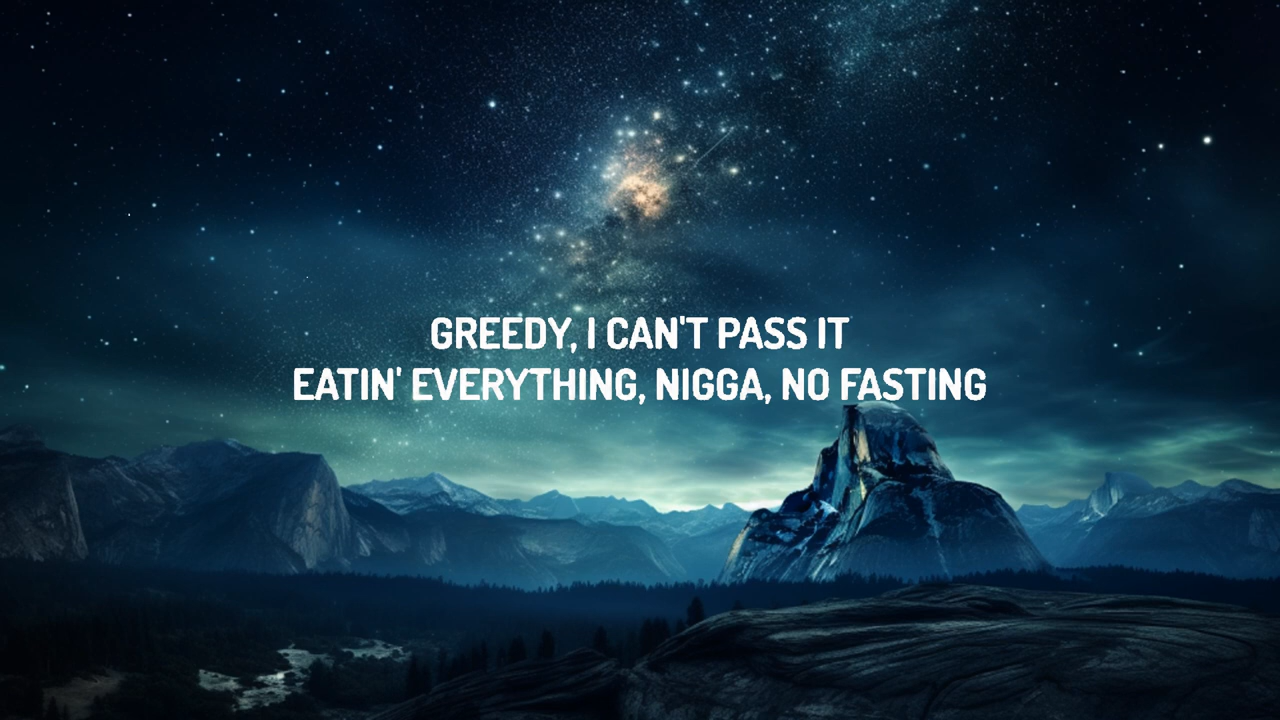 GREEDY, I CAN'T PASS IT
EATIN' EVERYTHING, NIGGA, NO FASTING